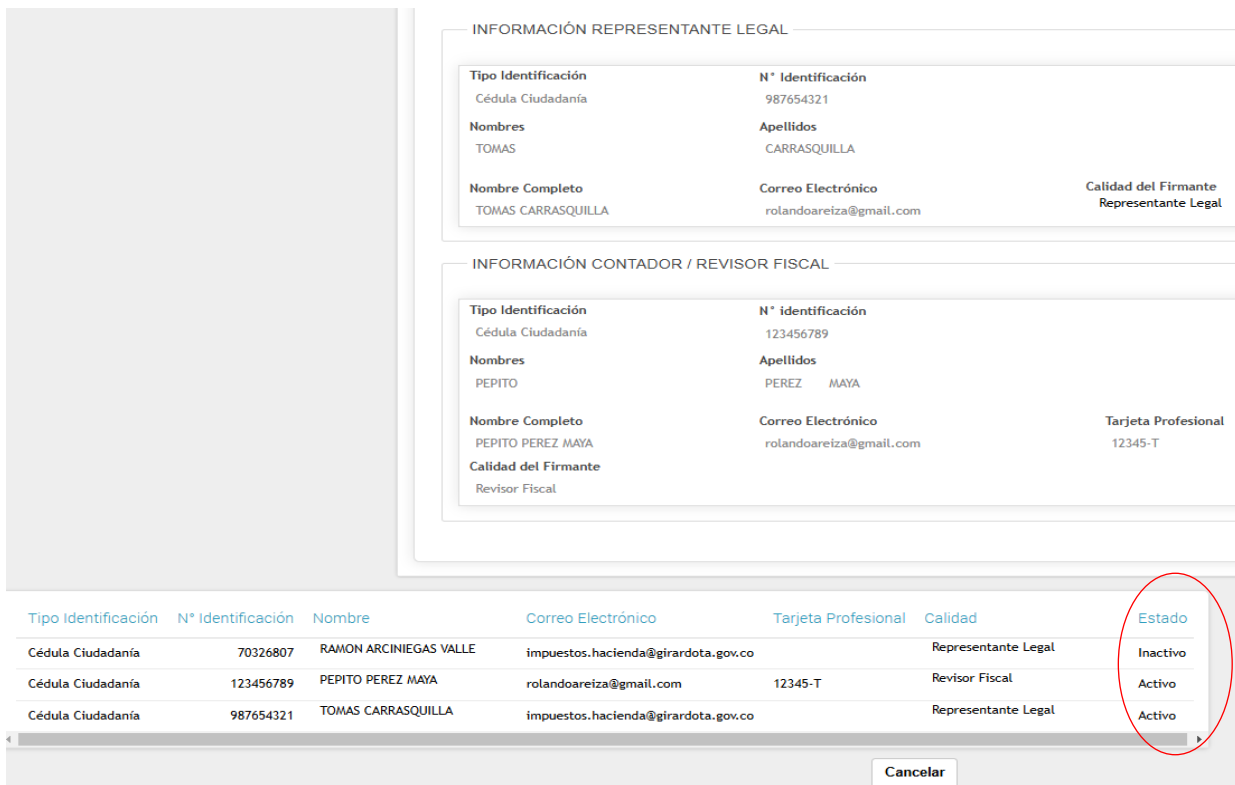 INFORMACIÓN REPRESENTANTE LEGAL
Tipo Identificación N° Identificación
Cédula Ciudadanía 987654321
Nombres Apellidos
TOMAS CARRASQUILLA
Nombre Completo Correo Electrónico Calidad del Firmante
TOMAS CARRASQUILLA rolandoareiza@gmail.com Representante Legal
INFORMACIÓN CONTADOR / REVISOR FISCAL
Tipo Identificación N° identificación
Cédula Ciudadanía 123456789
Nombres Apellidos
PEPITO PEREZ MAYA
Nombre Completo Correo Electrónico Tarjeta Profesional
PEPITO PEREZ MAYA rolandoareiza@gmail.com 12345-T
Calidad del Firmante
Revisor Fiscal
Tipo Identificación N° Identificación Nombre Correo Electrónico Tarjeta Profesional Calidad Estado
Cédula Ciudadanía 70326807 RAMON ARCINIEGAS VALLE impuestos.hacienda@girardota.gov.co Representante Legal Inactivo
Cédula Ciudadanía 123456789 PEPITO PEREZ MAYA rolandoareiza@gmail.com 12345-T Revisor Fiscal Activo
Cédula Ciudadanía 987654321 TOMAS CARRASQUILLA impuestos.hacienda@girardota.gov.co Representante Legal Activo
Cancelar